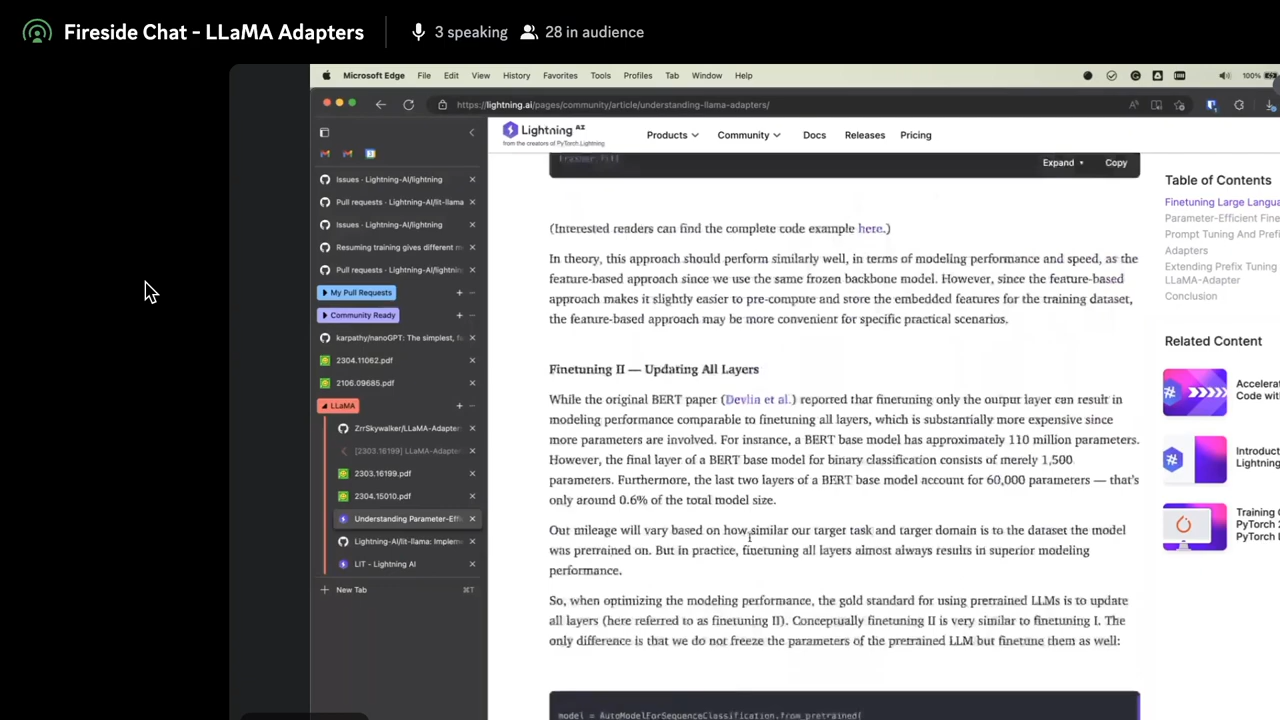 Fireside Chat - LLaMA Adapters
3 speaking
28 in audience
Microsoft Edge File Edit View History Favorites Tools Profiles Tab Window Help
100%
https://lightning.ai/pages/community/article/understanding-llama-adapters/
Lightning AI
from the creators of PyTorch Lightning
Products
Community
Docs
Releases
Pricing
Issues · Lightning-AI/lightning
Pull requests · Lightning-AI/lit-llama
Issues · Lightning-AI/lightning
Resuming training gives different m
Pull requests · Lightning-AI/lightnin
My Pull Requests
Community Ready
karpathy/nanoGPT: The simplest, f
2304.11062.pdf
2106.09685.pdf
LLaMA
ZrrSkywalker/LLaMA-Adapter
[2303.16199] LLaMA-Adapte
2303.16199.pdf
2304.15010.pdf
Understanding Parameter-Effi
Lightning-AI/lit-llama: Implem
LIT - Lightning AI
New Tab
⌘T
trainer.fit(
Expand
Copy
(Interested readers can find the complete code example here.)
In theory, this approach should perform similarly well, in terms of modeling performance and speed, as the
feature-based approach since we use the same frozen backbone model. However, since the feature-based
approach makes it slightly easier to pre-compute and store the embedded features for the training dataset,
the feature-based approach may be more convenient for specific practical scenarios.
Finetuning II — Updating All Layers
While the original BERT paper (Devlin et al.) reported that finetuning only the output layer can result in
modeling performance comparable to finetuning all layers, which is substantially more expensive since
more parameters are involved. For instance, a BERT base model has approximately 110 million parameters.
However, the final layer of a BERT base model for binary classification consists of merely 1,500
parameters. Furthermore, the last two layers of a BERT base model account for 60,000 parameters — that's
only around 0.6% of the total model size.
Our mileage will vary based on how similar our target task and targer domain is to the dataset the model
was pretrained on. But in practice, finetuning all layers almost always results in superior modeling
performance.
So, when optimizing the modeling performance, the gold standard for using pretrained LLMs is to update
all layers (here referred to as finetuning II). Conceptually finetuning II is very similar to finetuning I. The
only difference is that we do not freeze the parameters of the pretrained LLM but finetune them as well:
model = AutoModelForSequenceClassification.from_pretrained(
Table of Contents
Finetuning Large Langua
Parameter-Efficient Fine
Prompt Tuning And Prefi
Adapters
Extending Prefix Tuning
LLaMA-Adapter
Conclusion
Related Content
Accelerat
Code with
Introduc
Lightning
Training C
PyTorch 2
PyTorch D